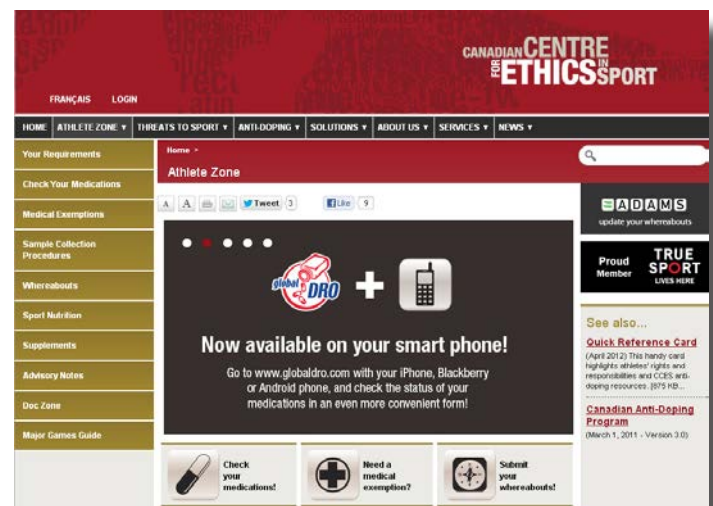 CANADIAN CENTRE
FOR ETHICS IN SPORT
FRANÇAIS LOGIN
HOME ATHLETE ZONE ▼ THREATS TO SPORT ▼ ANTI-DOPING ▼ SOLUTIONS ▼ ABOUT US ▼ SERVICES ▼ NEWS ▼
Your Requirements
Check Your Medications
Medical Exemptions
Sample Collection
Procedures
Whereabouts
Sport Nutrition
Supplements
Advisory Notes
Doc Zone
Major Games Guide
Home >
Athlete Zone
A A Tweet 3 Like 9
global DRO +
Now available on your smart phone!
Go to www.globaldro.com with your iPhone, Blackberry
or Android phone, and check the status of your
medications in an even more convenient form!
Check
your
medications!
Need a
medical
exemption?
Submit
your
whereabouts!
ADAMS
update your whereabouts
Proud
Member
TRUE
SPORT
LIVES HERE
See also...
Quick Reference Card
(April 2012) This handy card
highlights athletes' rights and
responsibilities and CCES anti-
doping resources. [875 KB...
Canadian Anti-Doping
Program
(March 1, 2011 - Version 3.0)